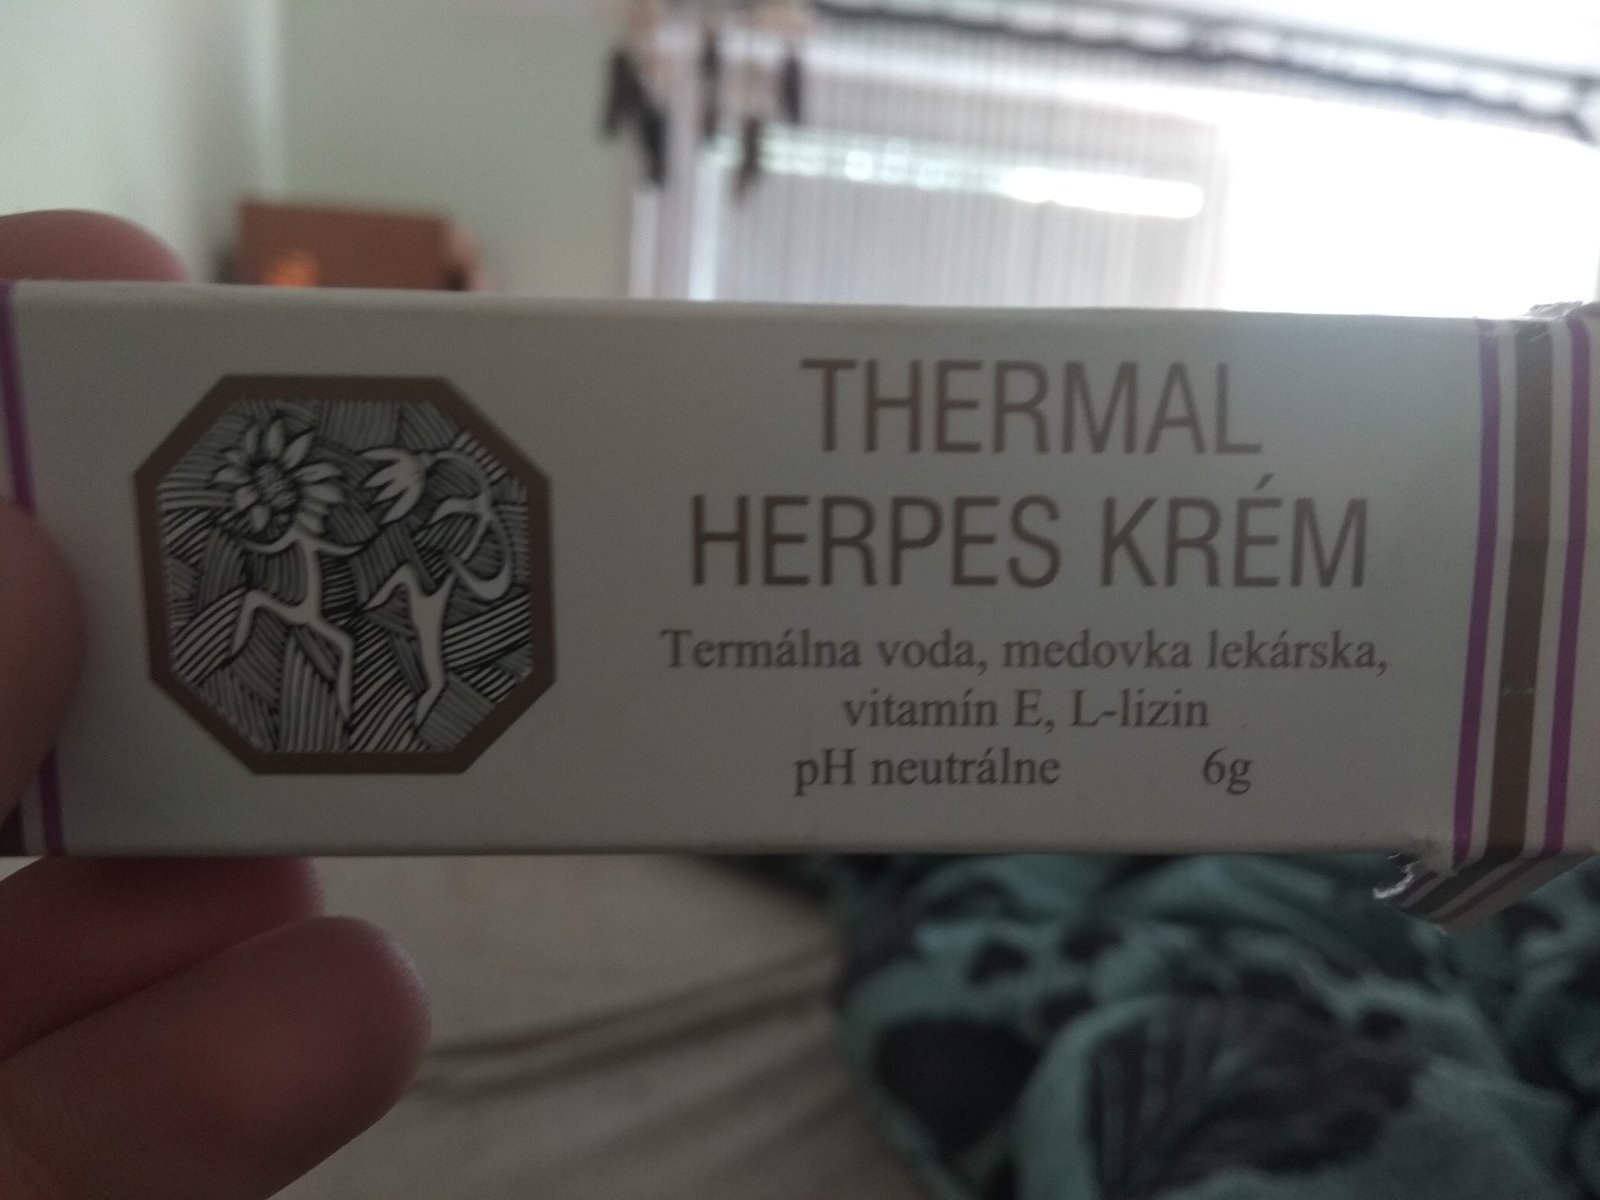 THERMAL
HERPES KRÉM
Termálna voda, medovka lekárska,
vitamín E, L-lizin
pH neutrálne 6g